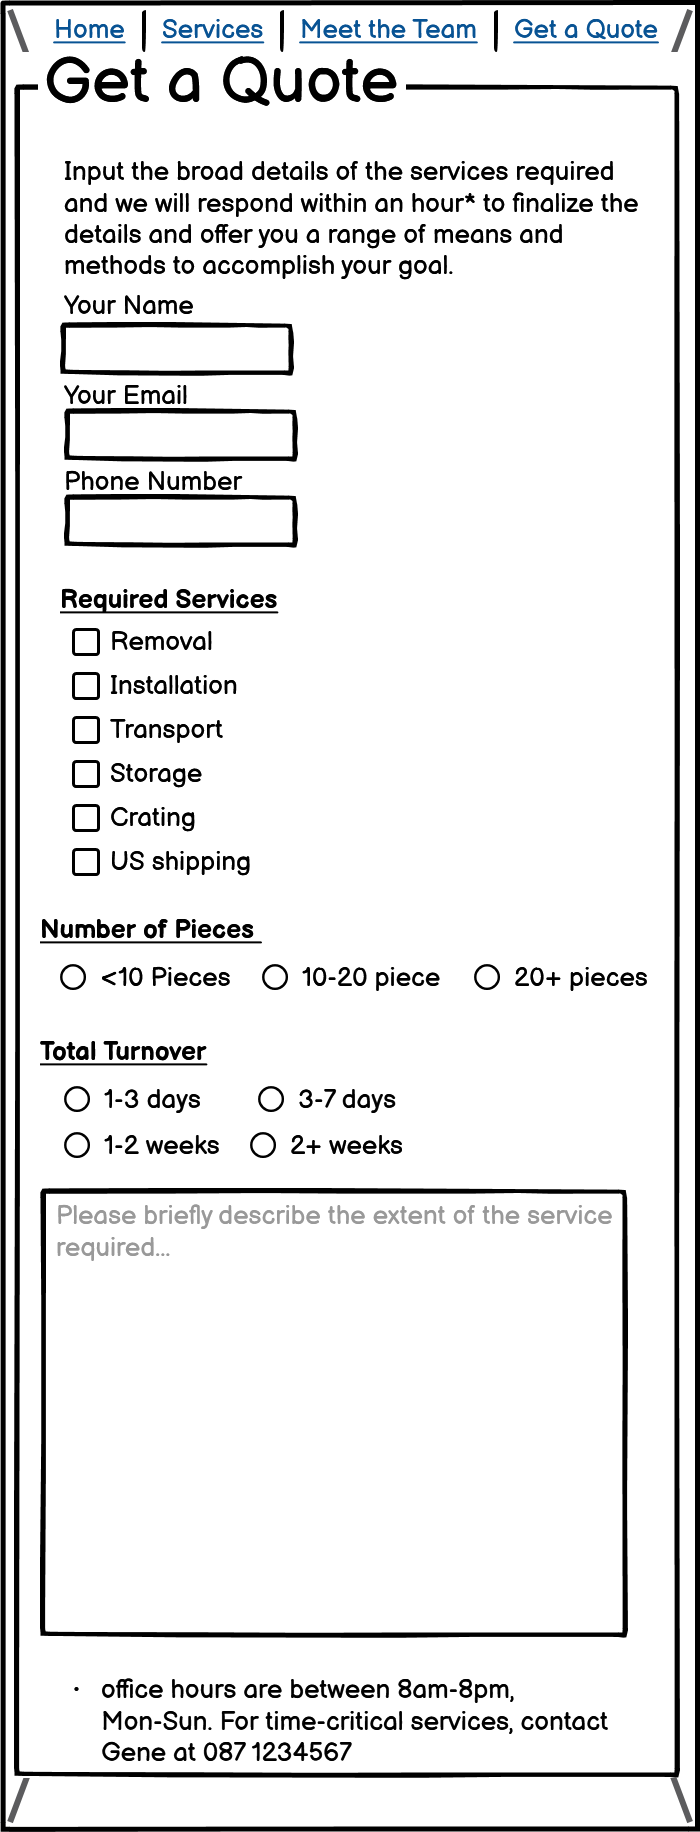 Home | Services | Meet the Team | Get a Quote
Get a Quote
Input the broad details of the services required
and we will respond within an hour* to finalize the
details and offer you a range of means and
methods to accomplish your goal.
Your Name
Your Email
Phone Number
Required Services
Removal
Installation
Transport
Storage
Crating
US shipping
Number of Pieces
<10 Pieces 10-20 piece 20+ pieces
Total Turnover
1-3 days 3-7 days
1-2 weeks 2+ weeks
Please briefly describe the extent of the service
required...
· office hours are between 8am-8pm,
Mon-Sun. For time-critical services, contact
Gene at 087 1234567